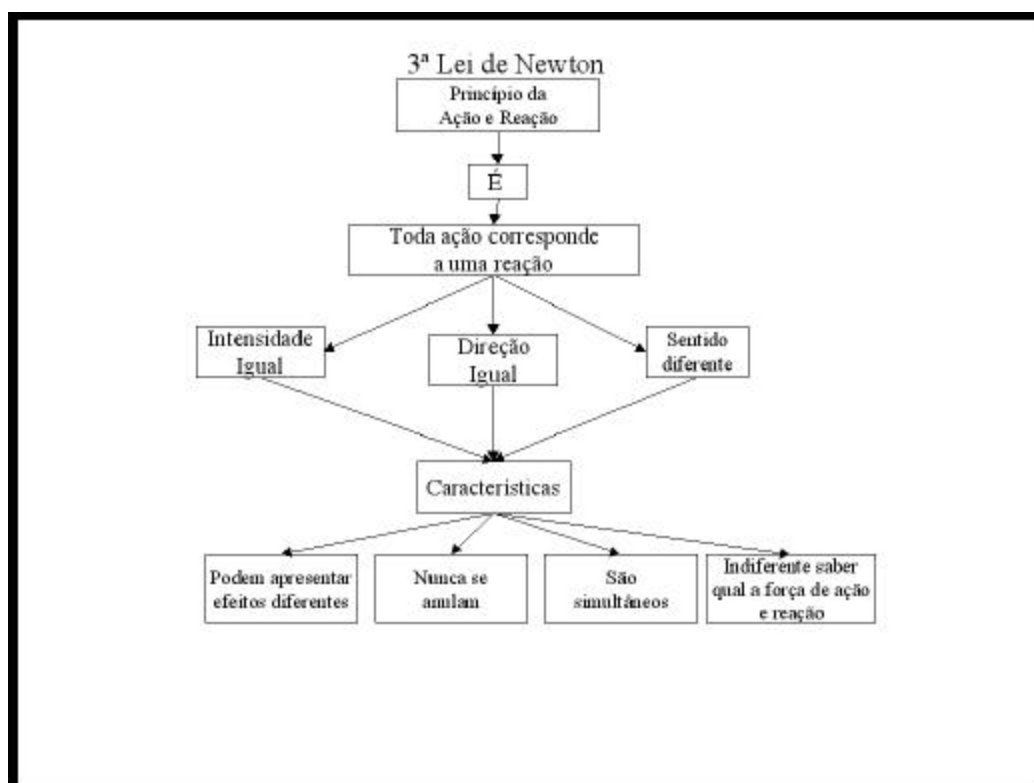 3ª Lei de Newton
Princípio da
Ação e Reação
É
Toda ação corresponde
a uma reação
Intensidade
Igual
Direção
Igual
Sentido
diferente
Características
Podem apresentar
efeitos diferentes
Nunca se
anulam
São
simultâneos
Indiferente saber
qual a força de ação
e reação